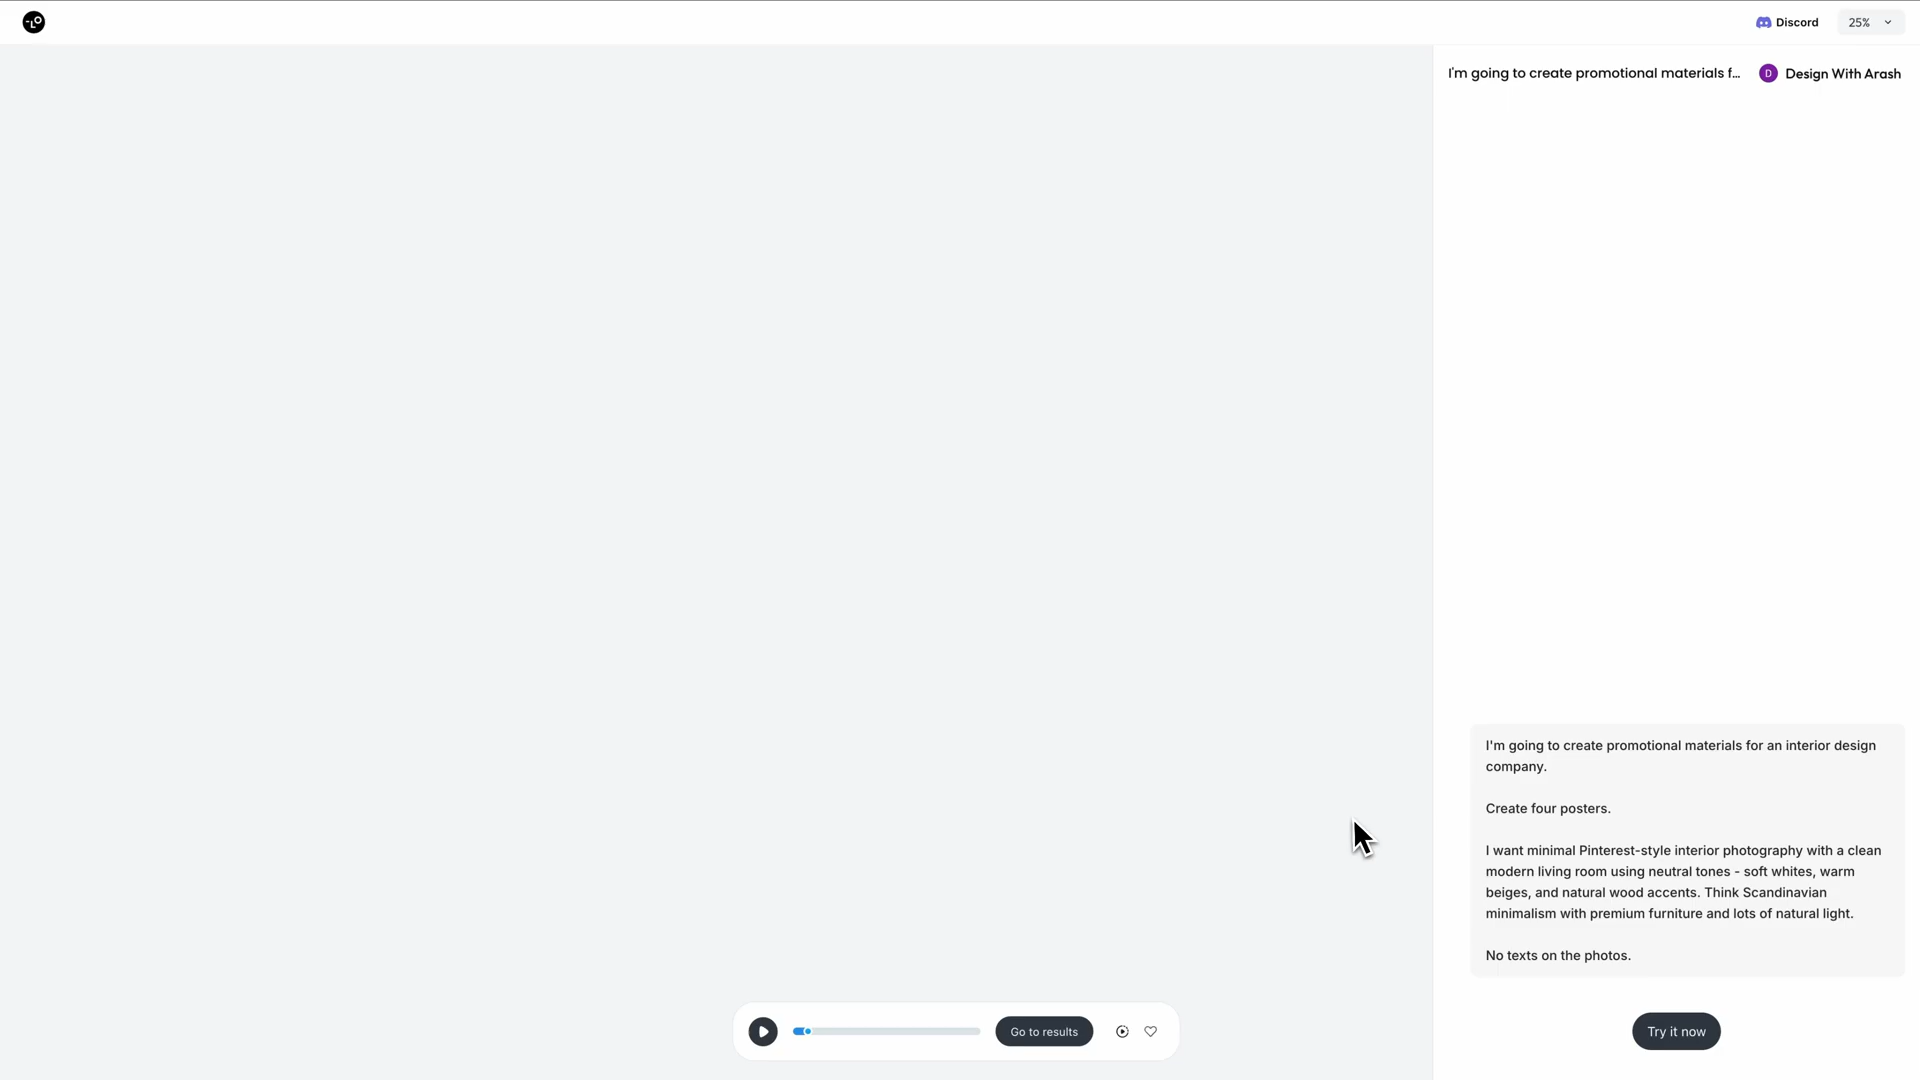 Discord
25%
I'm going to create promotional materials f...
D
Design With Arash
I'm going to create promotional materials for an interior design
company.
Create four posters.
I want minimal Pinterest-style interior photography with a clean
modern living room using neutral tones - soft whites, warm
beiges, and natural wood accents. Think Scandinavian
minimalism with premium furniture and lots of natural light.
No texts on the photos.
Go to results
Try it now